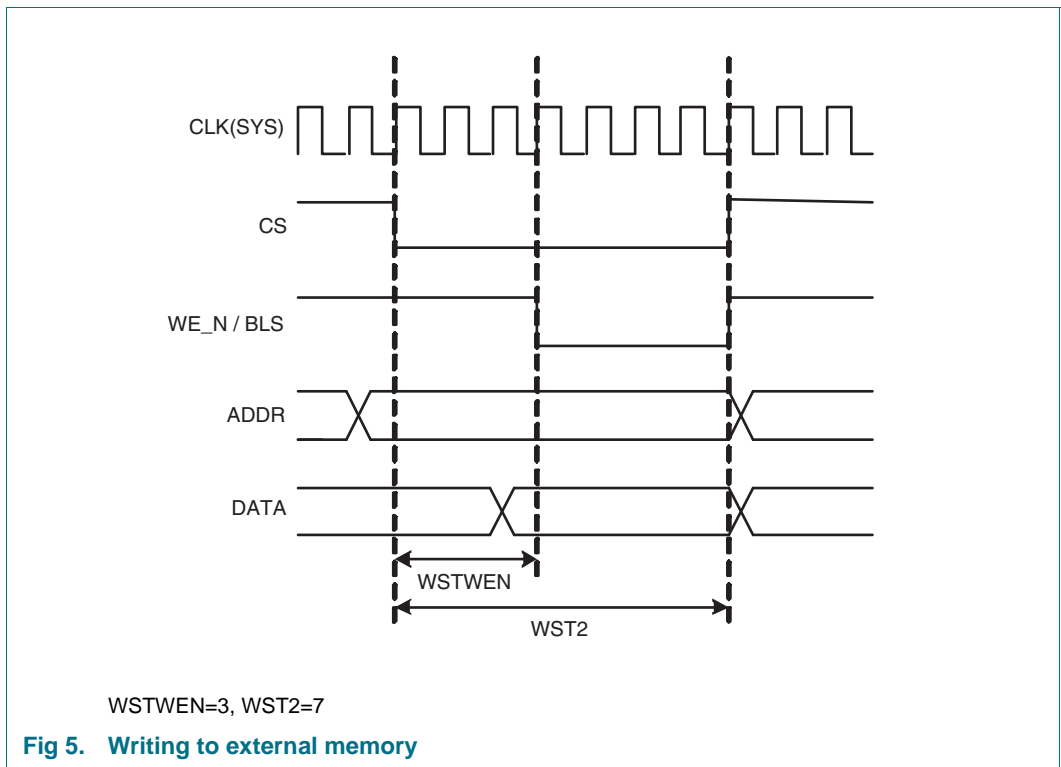 CLK(SYS)
CS
WE_N / BLS
ADDR
DATA
WSTWEN
WST2
WSTWEN=3, WST2=7
Fig 5. Writing to external memory